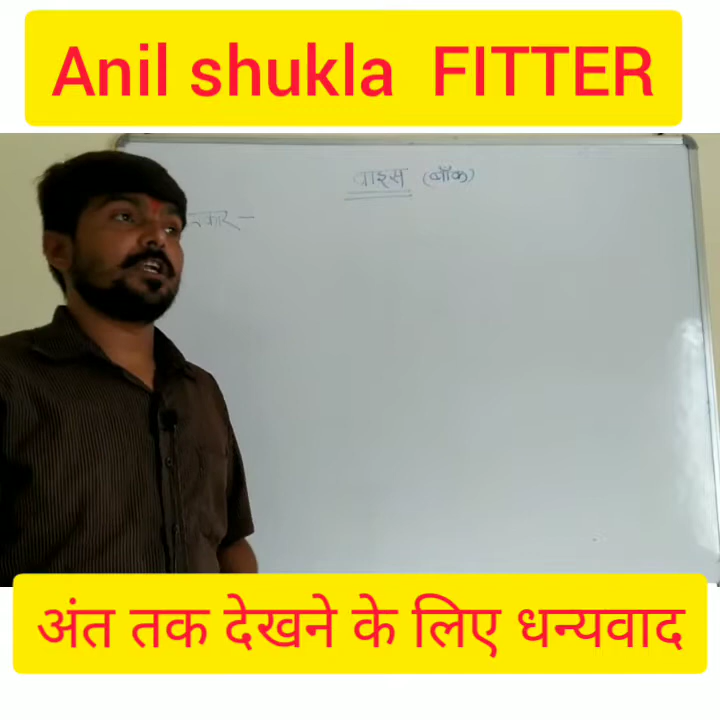 Anil shukla FITTER
वाइस (बाँक)
कार -
अंत तक देखने के लिए धन्यवाद